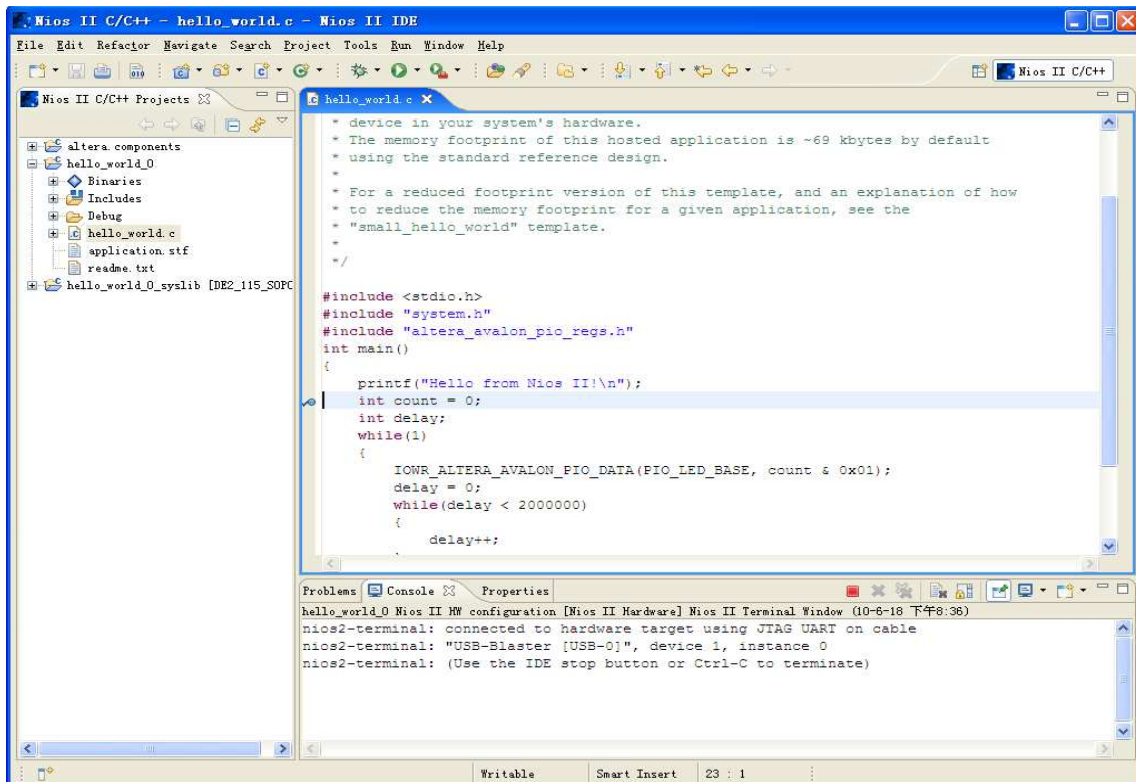 Nios II C/C++ - hello_world.c - Nios II IDE
File Edit Refactor Navigate Search Project Tools Run Window Help
Nios II C/C++
Nios II C/C++ Projects
altera.components
hello_world_0
Binaries
Includes
Debug
hello_world.c
application.stf
readme.txt
hello_world_0_syslib [DE2_115_SOPC
hello_world.c
* device in your system's hardware.
* The memory footprint of this hosted application is ~69 kbytes by default
* using the standard reference design.
*
* For a reduced footprint version of this template, and an explanation of how
* to reduce the memory footprint for a given application, see the
* "small_hello_world" template.
*
*/
#include <stdio.h>
#include "system.h"
#include "altera_avalon_pio_regs.h"
int main()
{
printf("Hello from Nios II!\n");
int count = 0;
int delay;
while(1)
{
IOWR_ALTERA_AVALON_PIO_DATA(PIO_LED_BASE, count & 0x01);
delay = 0;
while(delay < 2000000)
{
delay++;
Problems Console Properties
hello_world_0 Nios II HW configuration [Nios II Hardware] Nios II Terminal Window (10-6-18 下午8:36)
nios2-terminal: connected to hardware target using JTAG UART on cable
nios2-terminal: "USB-Blaster [USB-0]", device 1, instance 0
nios2-terminal: (Use the IDE stop button or Ctrl-C to terminate)
Writable Smart Insert 23 : 1